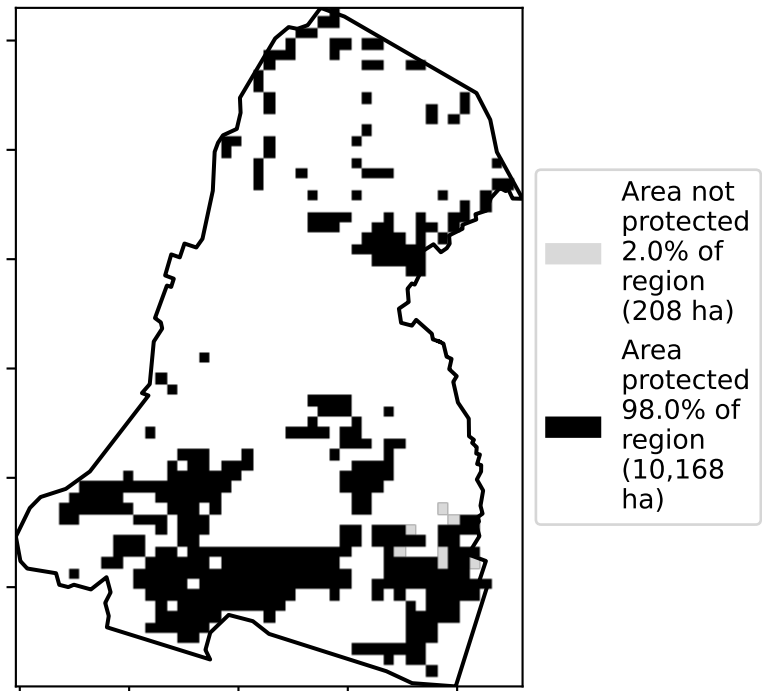 Area not
protected
2.0% of
region
(208 ha)
Area
protected
98.0% of
region
(10,168
ha)